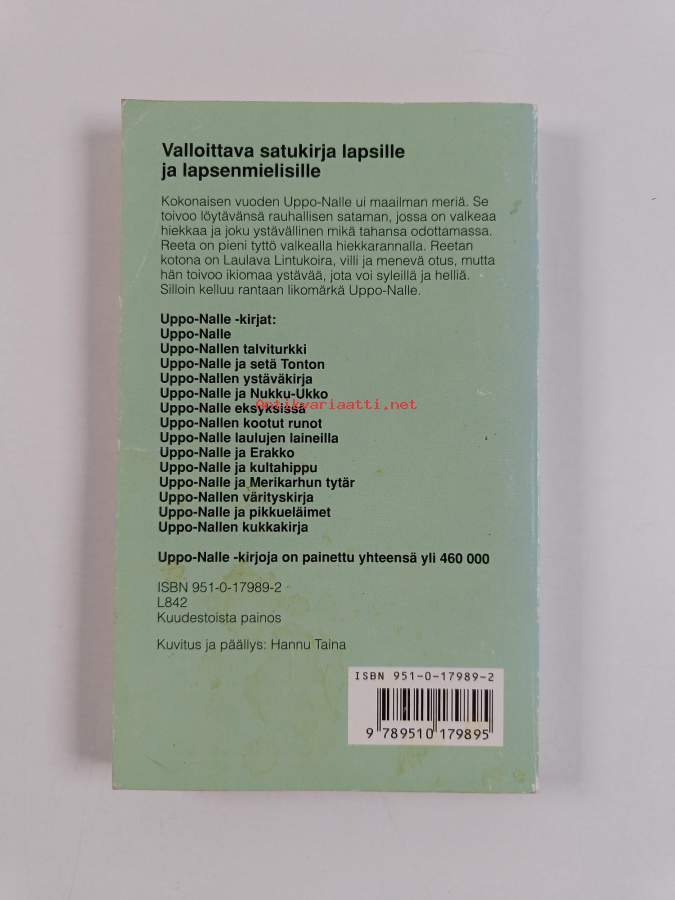 Valloittava satukirja lapsille
ja lapsenmielisille
Kokonaisen vuoden Uppo-Nalle ui maailman meriä. Se
toivoo löytävänsä rauhallisen sataman, jossa on valkeaa
hiekkaa ja joku ystävällinen mikä tahansa odottamassa.
Reeta on pieni tyttö valkealla hiekkarannalla. Reetan
kotona on Laulava Lintukoira, villi ja menevä otus, mutta
hän toivoo ikiomaa ystävää, jota voi syleillä ja helliä.
Silloin kelluu rantaan likomärkä Uppo-Nalle.
Uppo-Nalle -kirjat:
Uppo-Nalle
Uppo-Nallen talviturkki
Uppo-Nalle ja setä Tonton
Uppo-Nallen ystäväkirja
Uppo-Nalle ja Nukku-Ukko
Antikvariaatti.net
Uppo-Nalle eksyksissä
Uppo-Nallen kootut runot
Uppo-Nalle laulujen laineilla
Uppo-Nalle ja Erakko
Uppo-Nalle ja kultahippu
Uppo-Nalle ja Merikarhun tytär
Uppo-Nallen värityskirja
Uppo-Nalle ja pikkueläimet
Uppo-Nallen kukkakirja
Uppo-Nalle -kirjoja on painettu yhteensä yli 460 000
ISBN 951-0-17989-2
L842
Kuudestoista painos
Kuvitus ja päällys: Hannu Taina
ISBN 951-0-17989-2
9 789510 179895